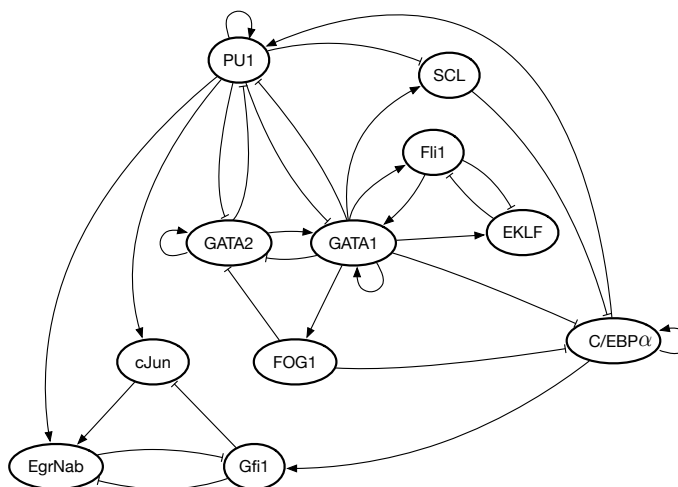 PU1
SCL
Fli1
GATA2
GATA1
EKLF
C/EBPα
cJun
FOG1
EgrNab
Gfi1